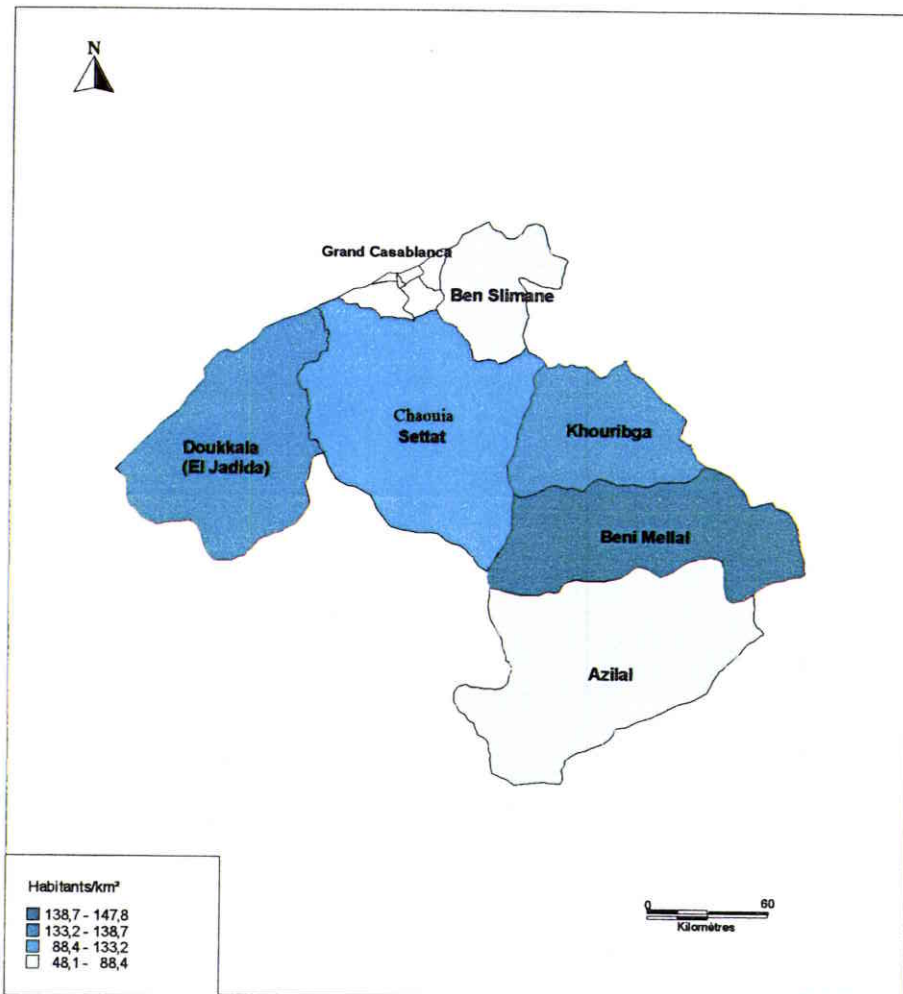 N
Grand Casablanca
Ben Slimane
Chaouia
Settat
Khouribga
Doukkala
(El Jadida)
Beni Mellal
Azilal
Habitants/km²
138,7 - 147,8
133,2 - 138,7
88,4 - 133,2
48,1 - 88,4
0 60
Kilomètres